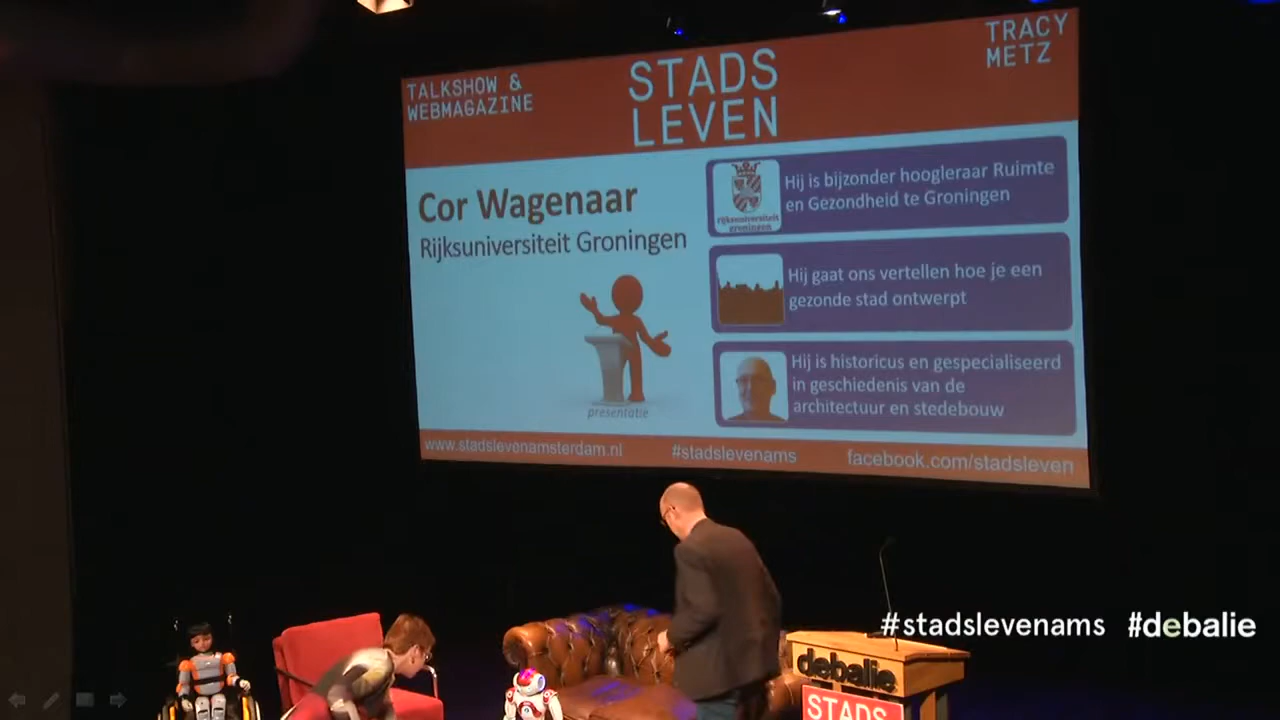 TALKSHOW &
WEBMAGAZINE
STADS
LEVEN
TRACY
METZ
Cor Wagenaar
Rijksuniversiteit Groningen
presentatie
rijksuniversiteit
groningen
Hij is bijzonder hoogleraar Ruimte
en Gezondheid te Groningen
Hij gaat ons vertellen hoe je een
gezonde stad ontwerpt
Hij is historicus en gespecialiseerd
in geschiedenis van de
architectuur en stedebouw
www.stadslevenamsterdam.nl
#stadslevenams
facebook.com/stadsleven
#stadslevenams #debalie
debalie
STADS